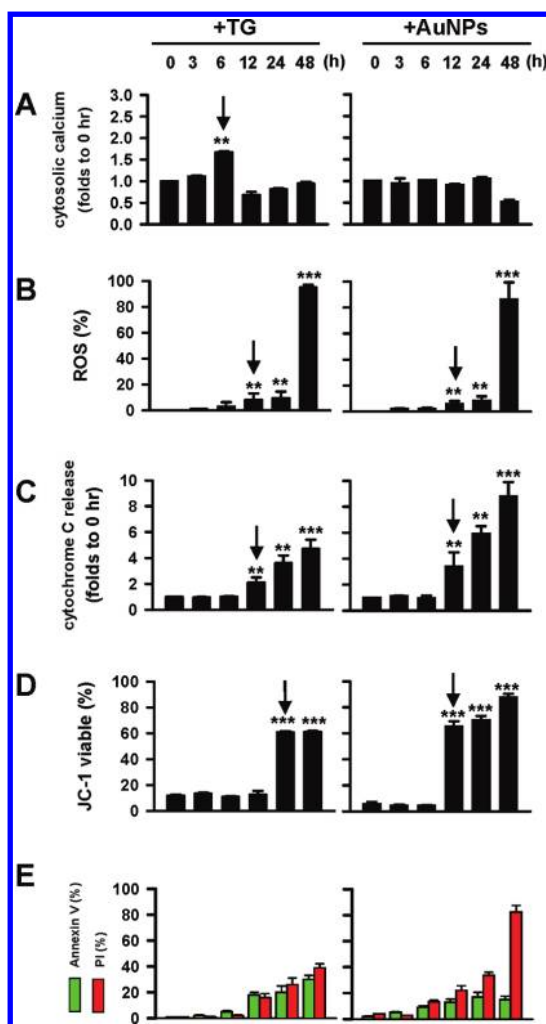 +TG +AuNPs
0 3 6 12 24 48 (h) 0 3 6 12 24 48 (h)
A
cytosolic calcium
(folds to 0 hr)
3.0
2.5
2.0
1.5
1.0
0.5
0.0
**
B
ROS (%)
100
80
60
40
20
0
** ** *** ** ** ***
C
cytochrome C release
(folds to 0 hr)
10
8
6
4
2
0
** ** *** ** ** ***
D
JC-1 viable (%)
100
80
60
40
20
0
*** *** *** *** ***
E
Annexin V (%)
PI (%)
100
80
60
40
20
0